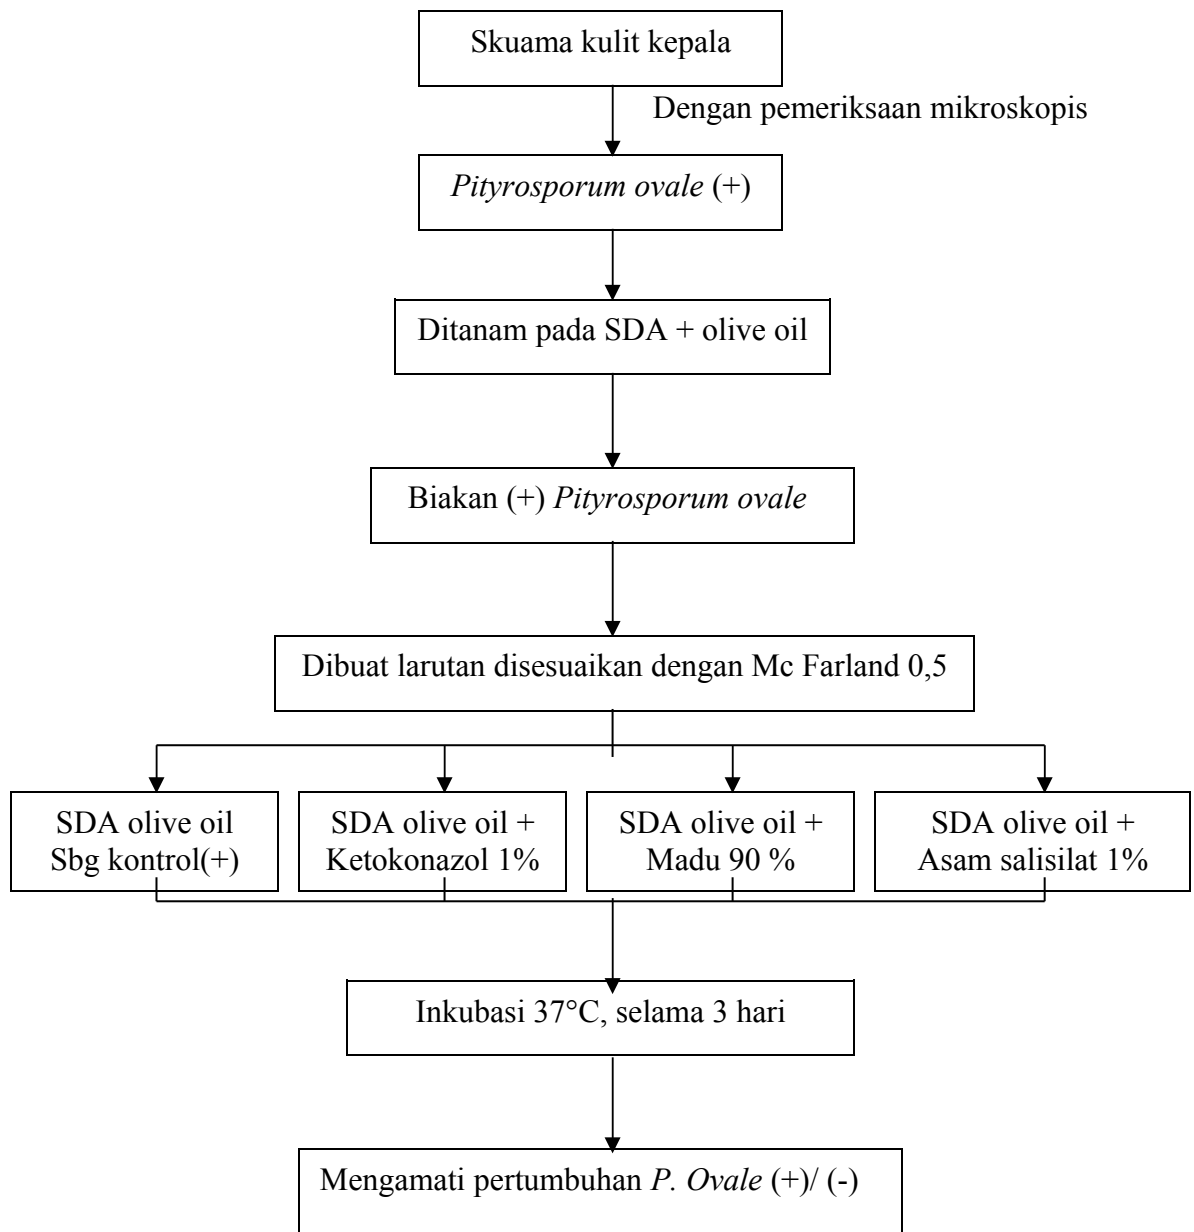 Skuama kulit kepala
Dengan pemeriksaan mikroskopis
Pityrosporum ovale (+)
Ditanam pada SDA + olive oil
Biakan (+) Pityrosporum ovale
Dibuat larutan disesuaikan dengan Mc Farland 0,5
SDA olive oil
Sbg kontrol(+)
SDA olive oil +
Ketokonazol 1%
SDA olive oil +
Madu 90 %
SDA olive oil +
Asam salisilat 1%
Inkubasi 37°C, selama 3 hari
Mengamati pertumbuhan P. Ovale (+)/ (-)